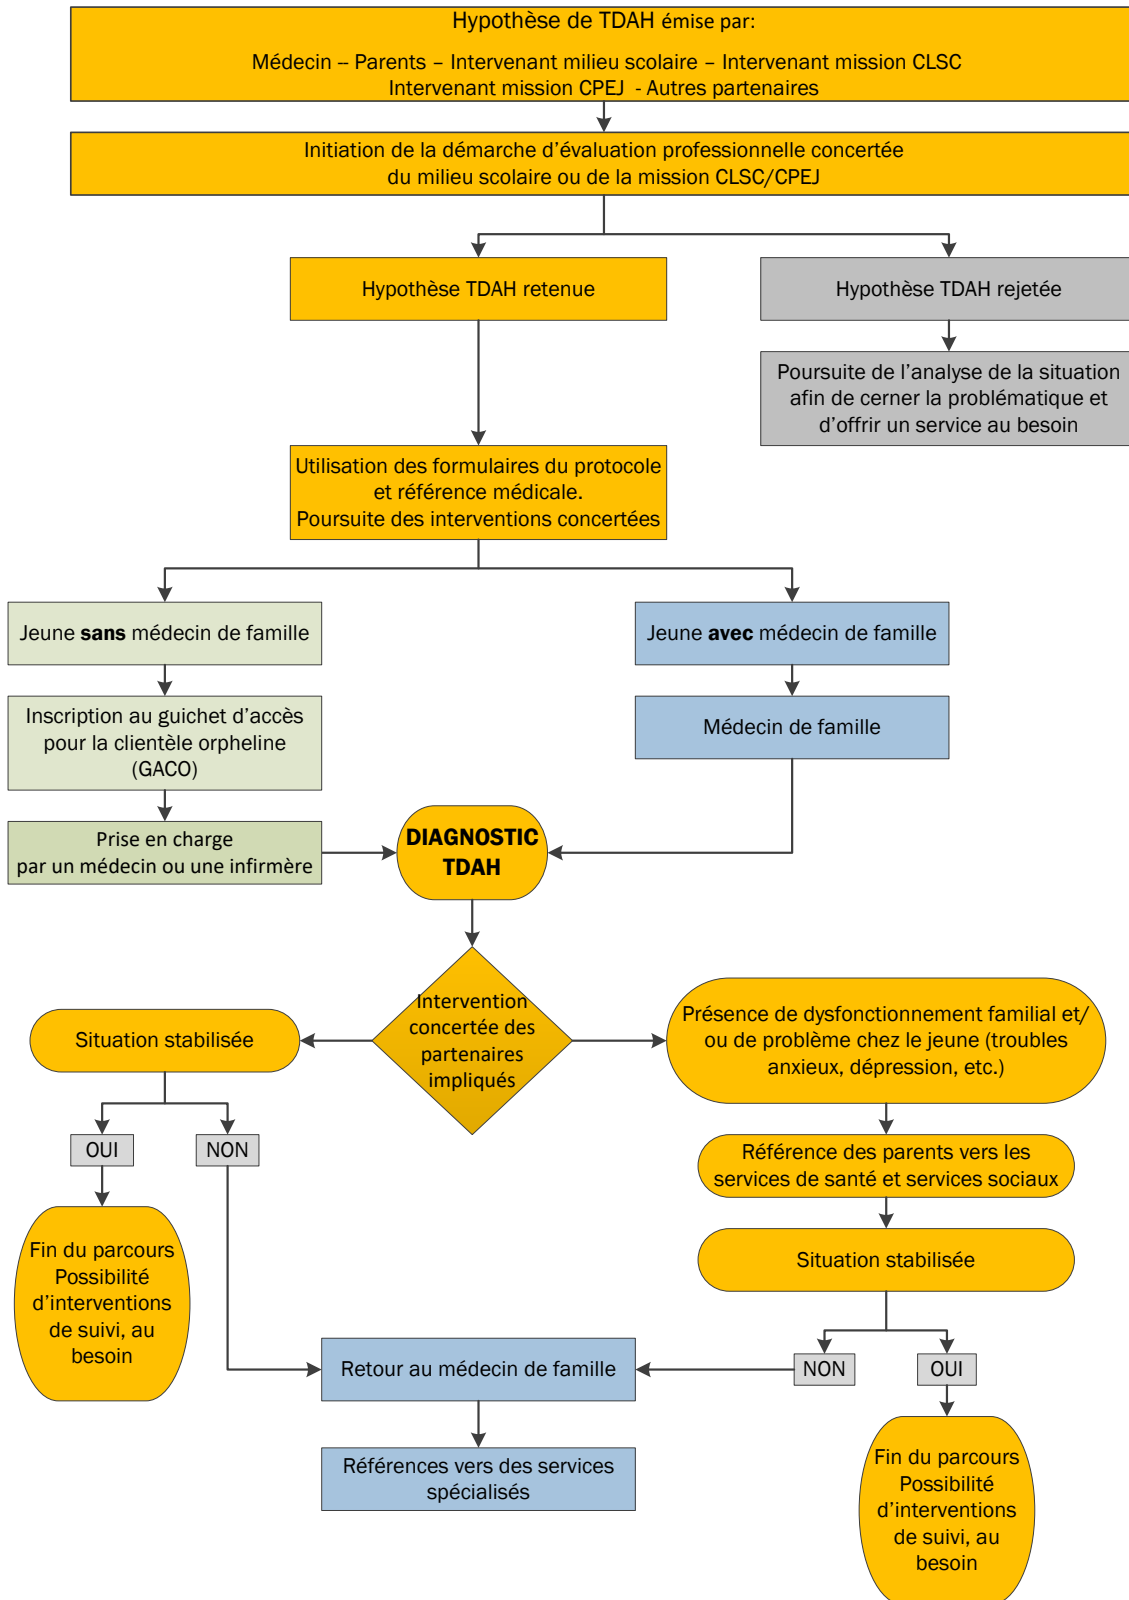 Hypothèse de TDAH émise par:
Médecin -- Parents – Intervenant milieu scolaire – Intervenant mission CLSC
Intervenant mission CPEJ - Autres partenaires
Initiation de la démarche d'évaluation professionnelle concertée
du milieu scolaire ou de la mission CLSC/CPEJ
Hypothèse TDAH retenue
Hypothèse TDAH rejetée
Poursuite de l'analyse de la situation
afin de cerner la problématique et
d'offrir un service au besoin
Utilisation des formulaires du protocole
et référence médicale.
Poursuite des interventions concertées
Jeune sans médecin de famille
Jeune avec médecin de famille
Inscription au guichet d'accès
pour la clientèle orpheline
(GACO)
Médecin de famille
Prise en charge
par un médecin ou une infirmère
DIAGNOSTIC
TDAH
Intervention
concertée des
partenaires
impliqués
Situation stabilisée
Présence de dysfonctionnement familial et/
ou de problème chez le jeune (troubles
anxieux, dépression, etc.)
OUI
NON
Référence des parents vers les
services de santé et services sociaux
Fin du parcours
Possibilité
d'interventions
de suivi, au
besoin
Situation stabilisée
Retour au médecin de famille
NON
OUI
Références vers des services
spécialisés
Fin du parcours
Possibilité
d'interventions
de suivi, au
besoin